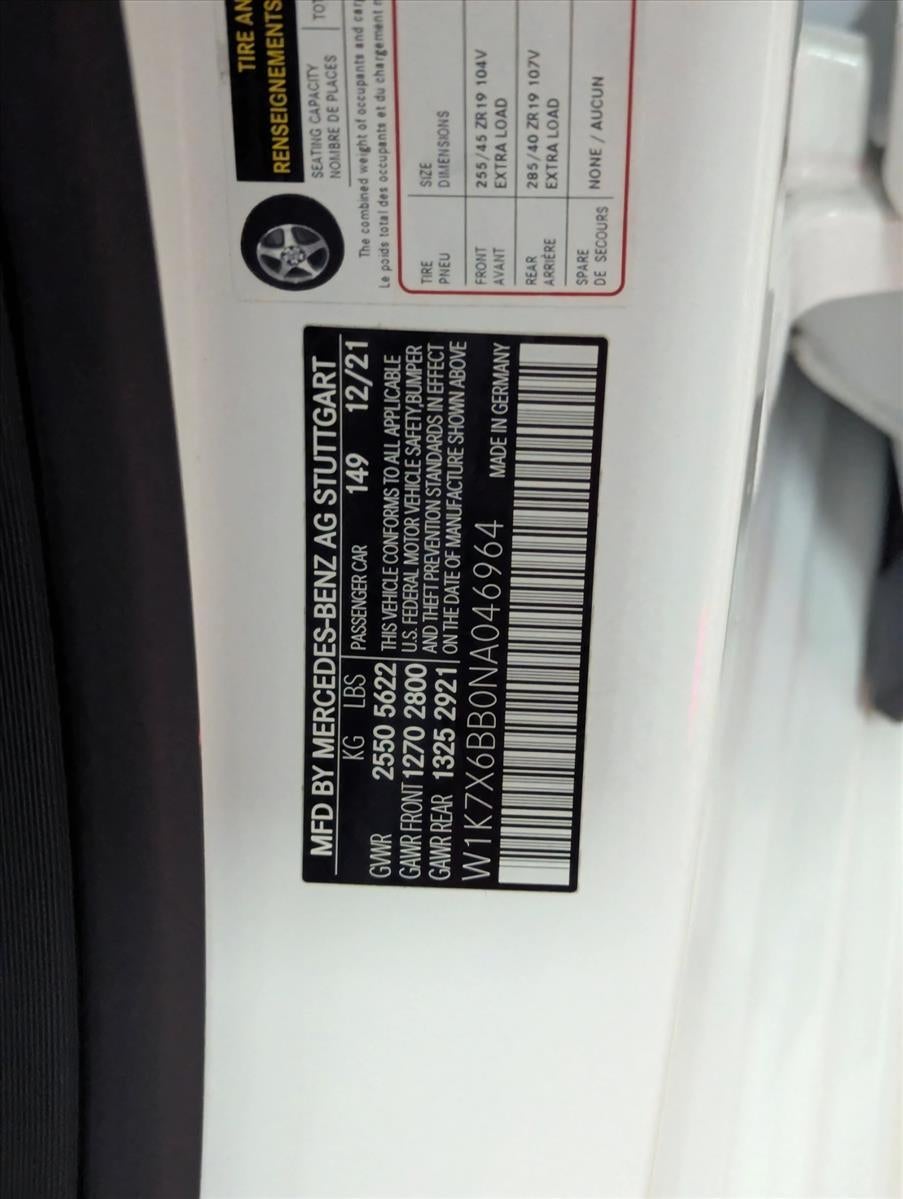 MFD BY MERCEDES-BENZ AG STUTTGART
KG LBS PASSENGER CAR 149 12/21
GVWR 2550 5622 THIS VEHICLE CONFORMS TO ALL APPLICABLE
GAWR FRONT 1270 2800 U.S. FEDERAL MOTOR VEHICLE SAFETY,BUMPER
GAWR REAR 1325 2921 AND THEFT PREVENTION STANDARDS IN EFFECT
ON THE DATE OF MANUFACTURE SHOWN ABOVE
W1K7X6BB0NA046964 MADE IN GERMANY
TIRE
RENSEIGNEMENTS
SEATING CAPACITY
NOMBRE DE PLACES
The combined weight of occupants and
Le poids total des occupants et du chargement
TIRE SIZE
PNEU DIMENSIONS
FRONT 255/45 ZR19 104V
AVANT EXTRA LOAD
REAR 285/40 ZR19 107V
ARRIÈRE EXTRA LOAD
SPARE NONE / AUCUN
DE SECOURS